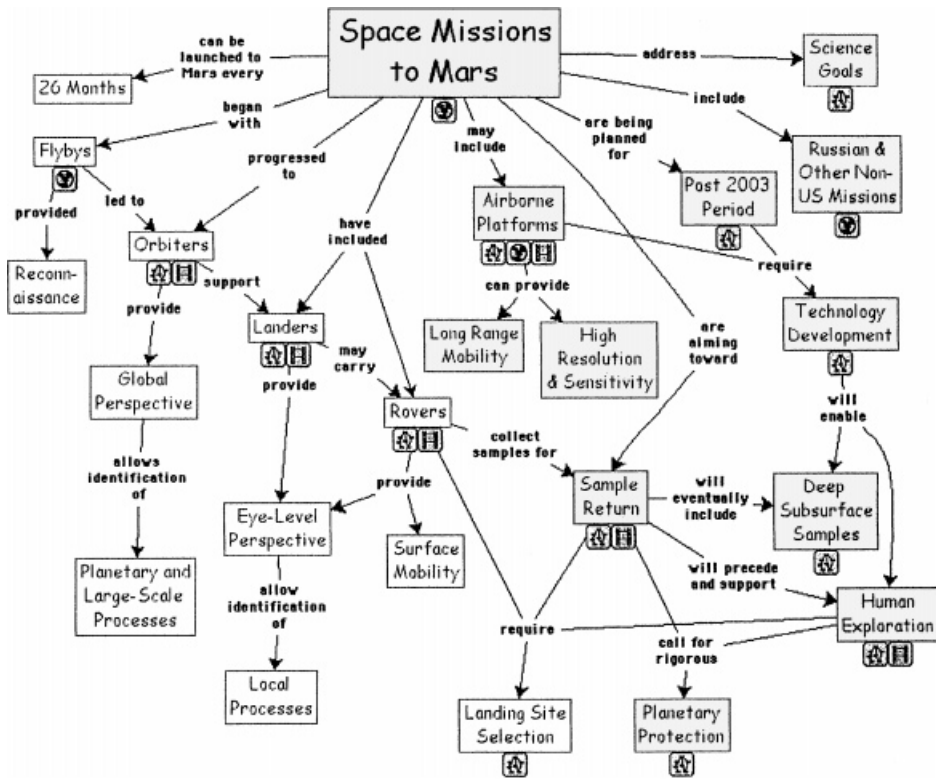 Space Missions
to Mars
can be
launched to
Mars every
26 Months
began
with
Flybys
provided
Reconn-
aissance
led to
progressed
to
Orbiters
support
provide
Global
Perspective
allows
identification
of
Planetary and
Large-Scale
Processes
have
included
Landers
may
carry
provide
Rovers
provide
Eye-Level
Perspective
Surface
Mobility
allow
identification
of
Local
Processes
may
include
Airborne
Platforms
can provide
Long Range
Mobility
High
Resolution
& Sensitivity
are being
planned
for
Post 2003
Period
address
Science
Goals
include
Russian &
Other Non-
US Missions
require
Technology
Development
will
enable
are
aiming
toward
collect
samples for
Sample
Return
will
eventually
include
Deep
Subsurface
Samples
will precede
and support
Human
Exploration
require
call for
rigorous
Landing Site
Selection
Planetary
Protection